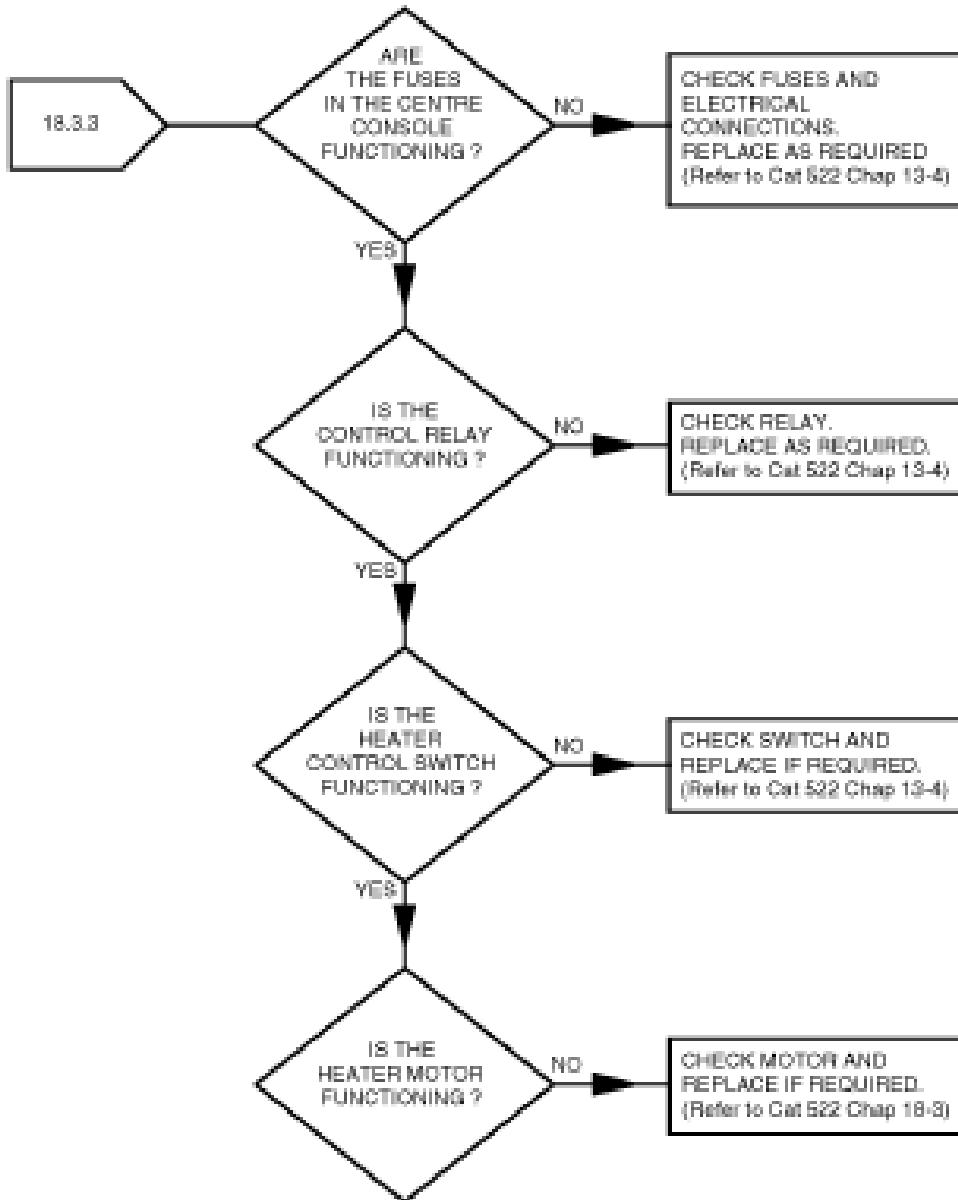 18.3.3
ARE
THE FUSES
IN THE CENTRE
CONSOLE
FUNCTIONING ?
NO
CHECK FUSES AND
ELECTRICAL
CONNECTIONS.
REPLACE AS REQUIRED
(Refer to Cat 522 Chap 13-4)
YES
IS THE
CONTROL RELAY
FUNCTIONING ?
NO
CHECK RELAY.
REPLACE AS REQUIRED.
(Refer to Cat 522 Chap 13-4)
YES
IS THE
HEATER
CONTROL SWITCH
FUNCTIONING ?
NO
CHECK SWITCH AND
REPLACE IF REQUIRED.
(Refer to Cat 522 Chap 13-4)
YES
IS THE
HEATER MOTOR
FUNCTIONING ?
NO
CHECK MOTOR AND
REPLACE IF REQUIRED.
(Refer to Cat 522 Chap 18-3)